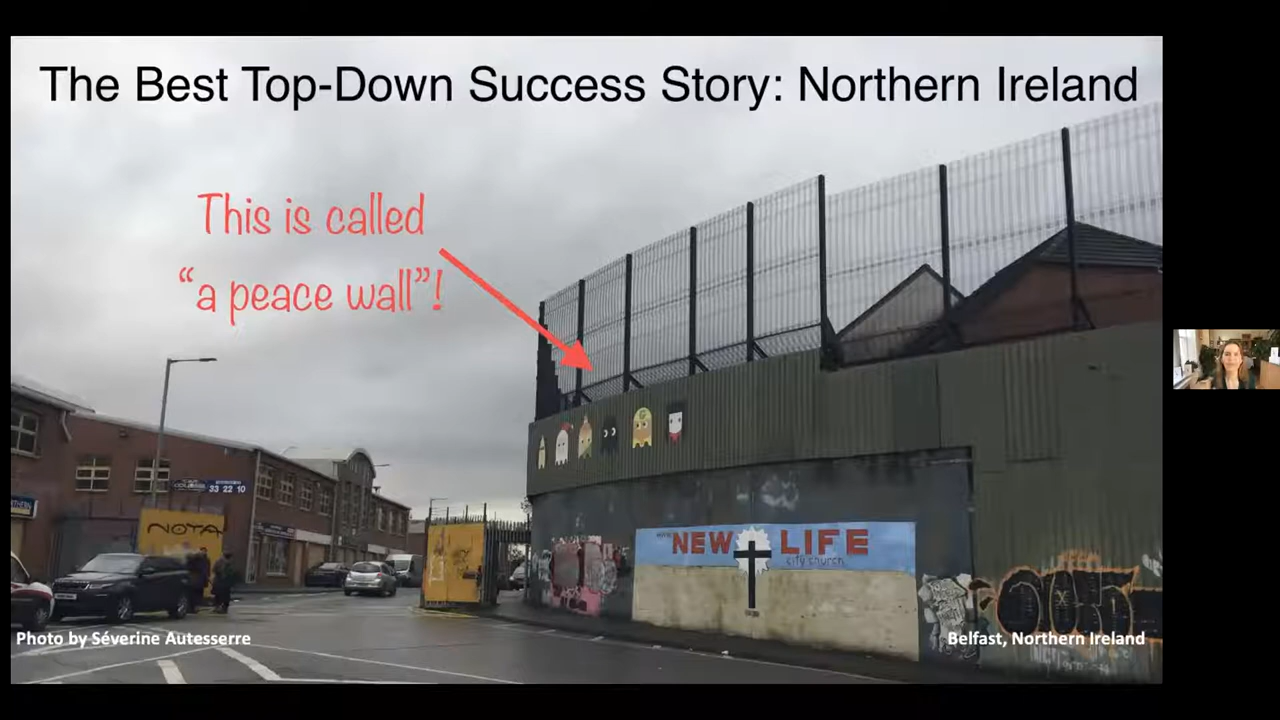 The Best Top-Down Success Story: Northern Ireland
This is called
“a peace wall”!
33 22 10
NOTA
NEW LIFE
city church
Photo by Séverine Autesserre
Belfast, Northern Ireland